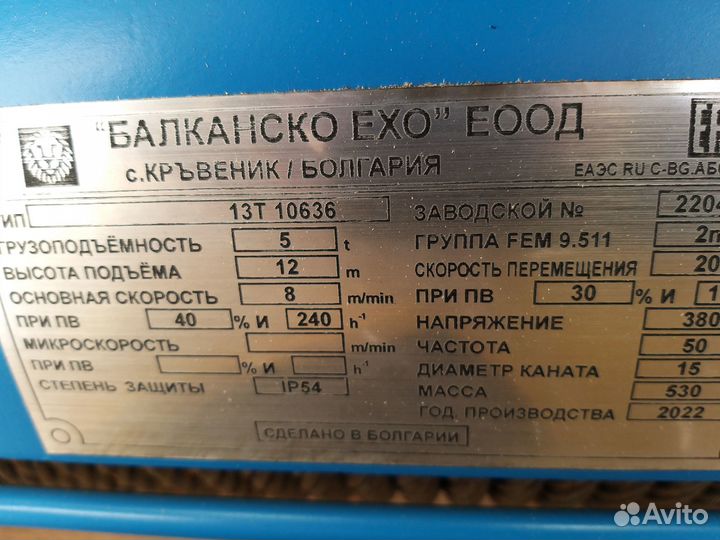 "БАЛКАНСКО ЕХО" ЕООД
с.КРЪВЕНИК / БОЛГАРИЯ
ЕАЭС RU C-BG.АБ
ТИП 13Т 10636 ЗАВОДСКОЙ № 2204
ГРУЗОПОДЪЁМНОСТЬ 5 t ГРУППА FEM 9.511 2m
ВЫСОТА ПОДЪЁМА 12 m СКОРОСТЬ ПЕРЕМЕЩЕНИЯ 20
ОСНОВНАЯ СКОРОСТЬ 8 m/min ПРИ ПВ 30 % И 1
ПРИ ПВ 40 % И 240 h⁻¹ НАПРЯЖЕНИЕ 380
МИКРОСКОРОСТЬ m/min ЧАСТОТА 50
ПРИ ПВ % И h⁻¹ ДИАМЕТР КАНАТА 15
СТЕПЕНЬ ЗАЩИТЫ IP54 МАССА 530
ГОД. ПРОИЗВОДСТВА 2022
СДЕЛАНО В БОЛГАРИИ
Avito